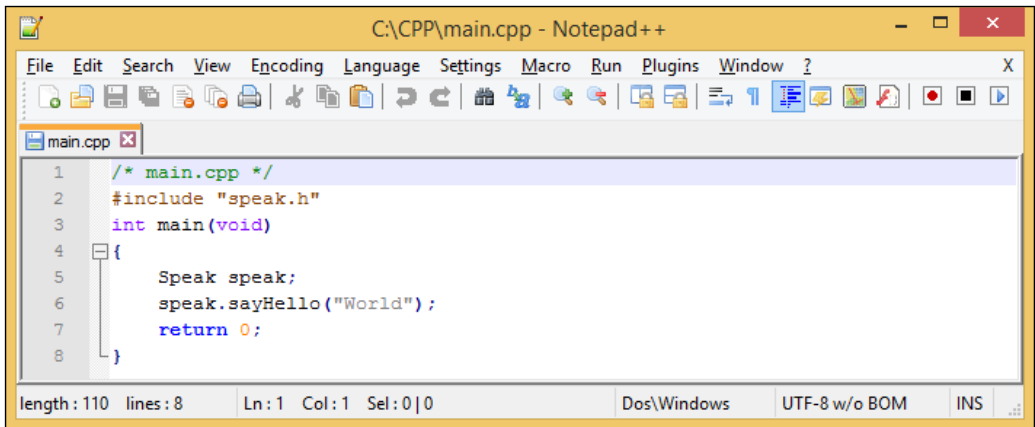 C:\CPP\main.cpp - Notepad++
File Edit Search View Encoding Language Settings Macro Run Plugins Window ? X
main.cpp
1 /* main.cpp */
2 #include "speak.h"
3 int main(void)
4 {
5 Speak speak;
6 speak.sayHello("World");
7 return 0;
8 }
length : 110 lines : 8 Ln : 1 Col : 1 Sel : 0 | 0 Dos\Windows UTF-8 w/o BOM INS